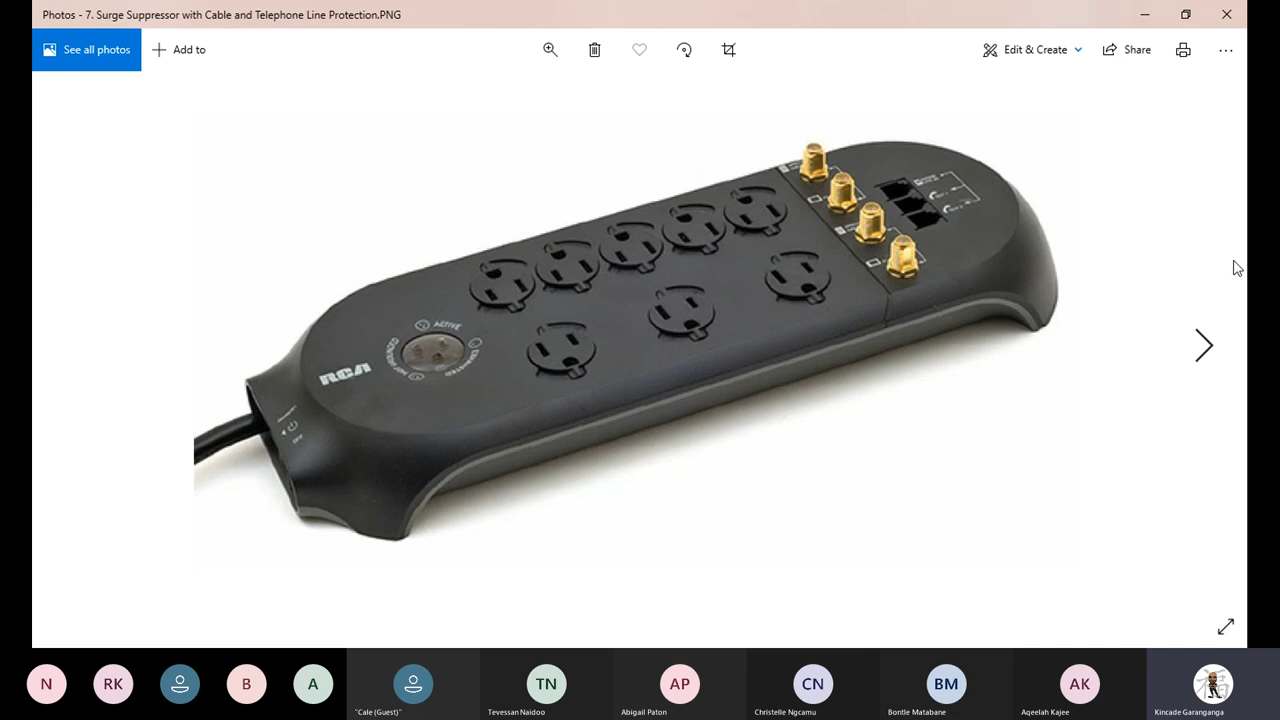 Photos - 7. Surge Suppressor with Cable and Telephone Line Protection.PNG
See all photos
Add to
Edit & Create
Share
ACTIVE
RCA
OFF
N
RK
B
A
TN
AP
CN
BM
AK
"Cale (Guest)"
Tevessan Naidoo
Abigail Paton
Christelle Ngcamu
Bontle Matabane
Aqeelah Kajee
Kincade Garanganga